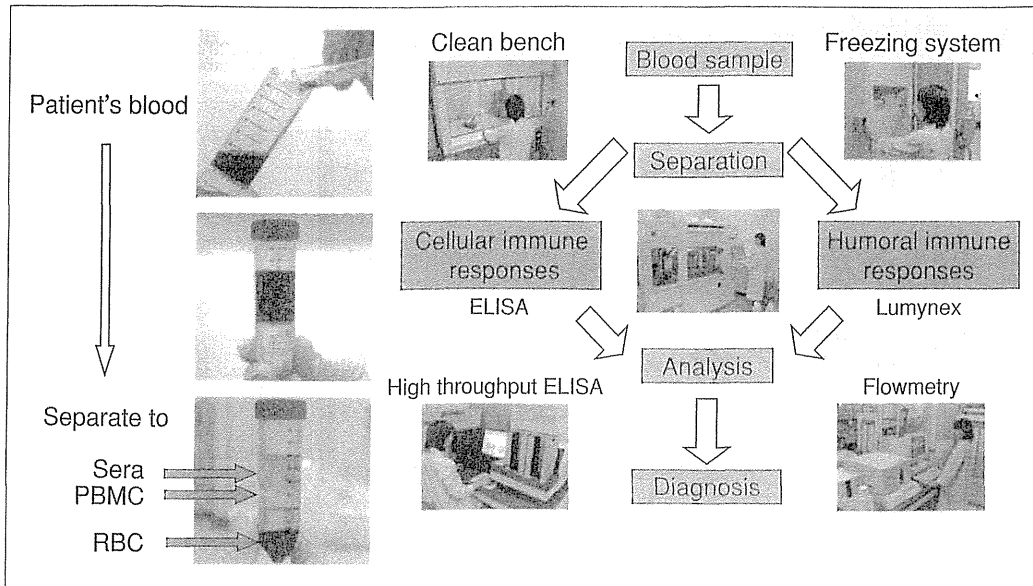 Patient's blood
Separate to
Sera
PBMC
RBC
Clean bench
Blood sample
Freezing system
Separation
Cellular immune
responses
ELISA
Humoral immune
responses
Lumynex
Analysis
High throughput ELISA
Flowmetry
Diagnosis